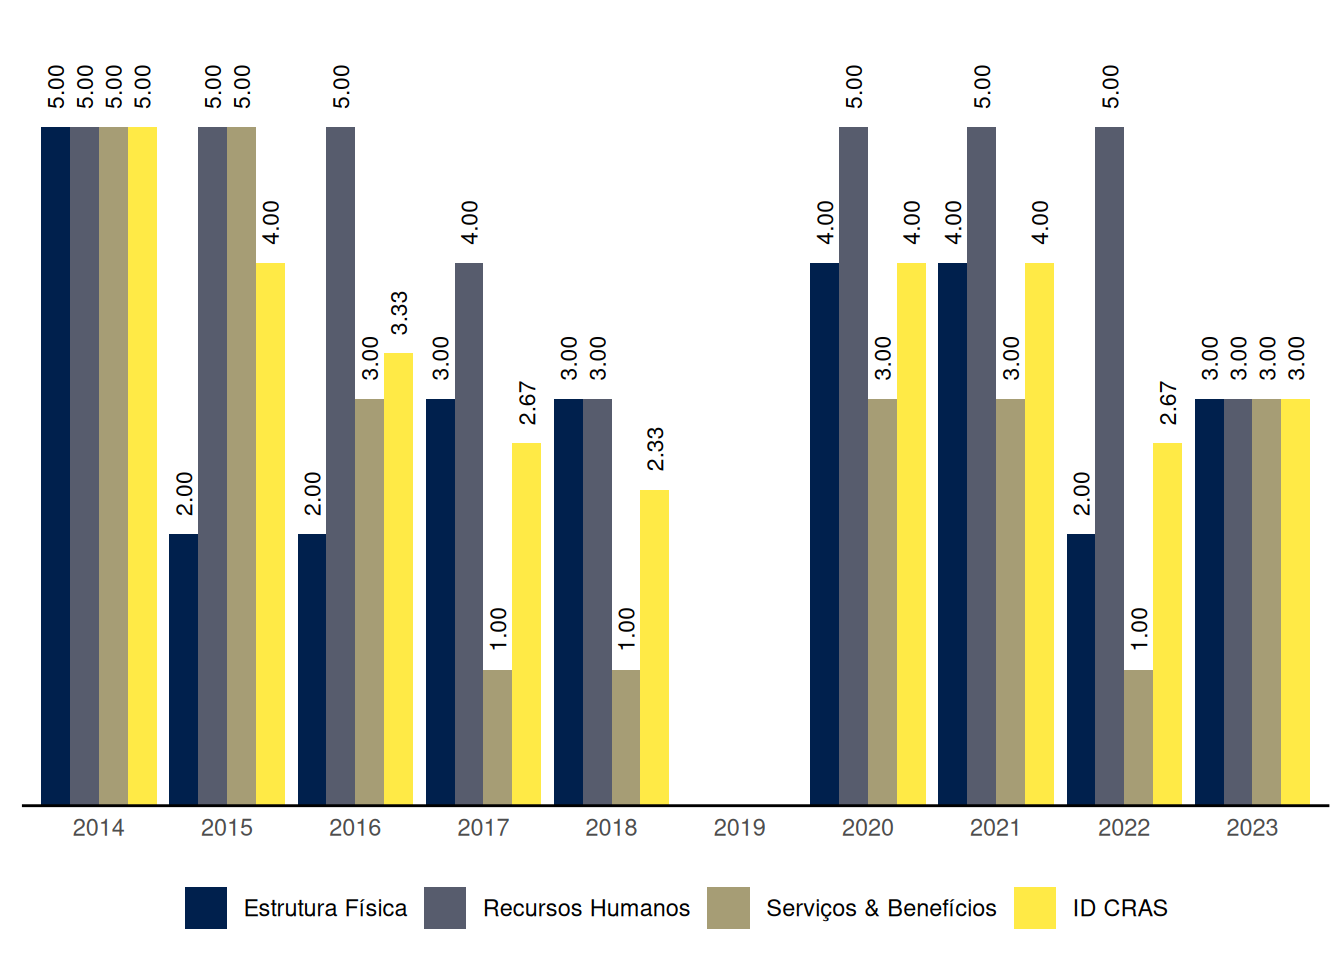 5.00 5.00 5.00 5.00 5.00 5.00 5.00 5.00 5.00 5.00
4.00 4.00 4.00 4.00 4.00 4.00
3.33
3.00 3.00 3.00 3.00 3.00 3.00 3.00 3.00 3.00 3.00
2.67 2.67
2.33
2.00 2.00 2.00
1.00 1.00 1.00
2014 2015 2016 2017 2018 2019 2020 2021 2022 2023
Estrutura Física Recursos Humanos Serviços & Benefícios ID CRAS